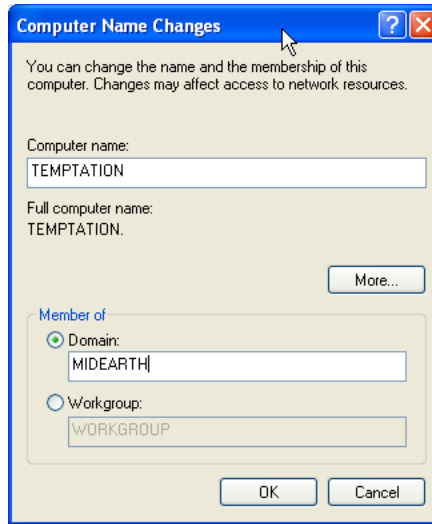 Computer Name Changes
You can change the name and the membership of this
computer. Changes may affect access to network resources.
Computer name:
TEMPTATION
Full computer name:
TEMPTATION.
More...
Member of
Domain:
MIDEARTH
Workgroup:
WORKGROUP
OK Cancel